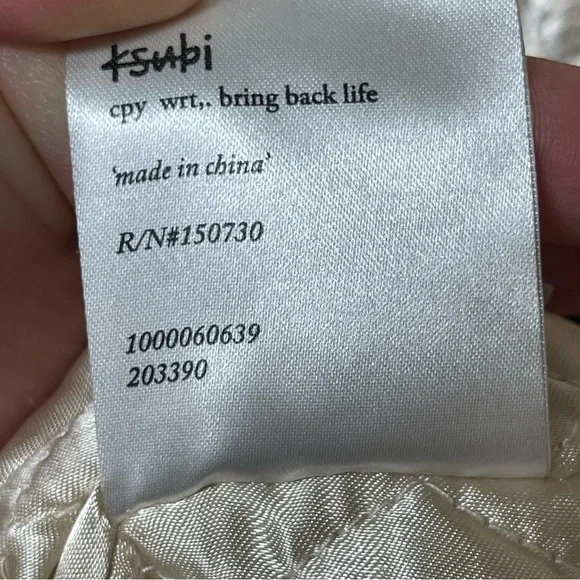 ksubi
cpy wrt,. bring back life
'made in china'
R/N#150730
1000060639
203390